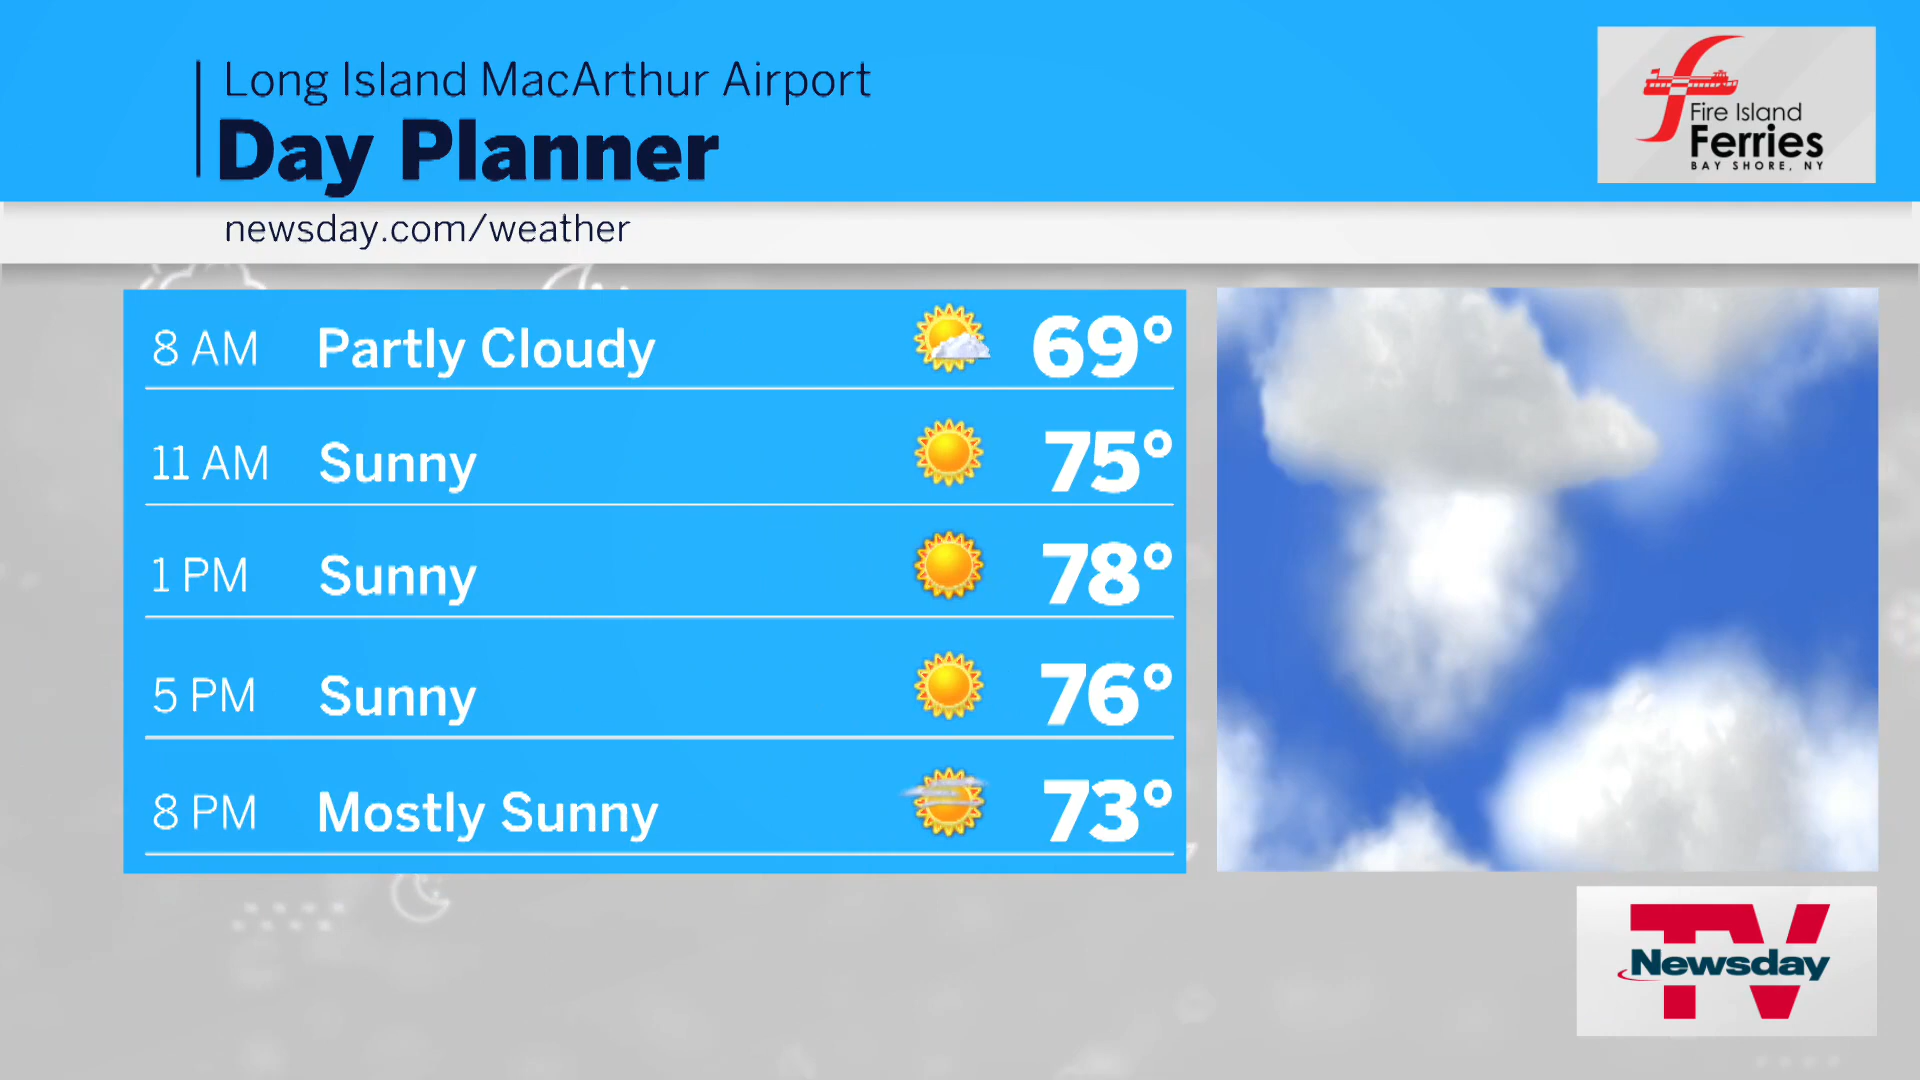 Long Island MacArthur Airport
Day Planner
newsday.com/weather
Fire Island
Ferries
BAY SHORE, NY
8 AM Partly Cloudy 69°
11 AM Sunny 75°
1 PM Sunny 78°
5 PM Sunny 76°
8 PM Mostly Sunny 73°
TV
Newsday